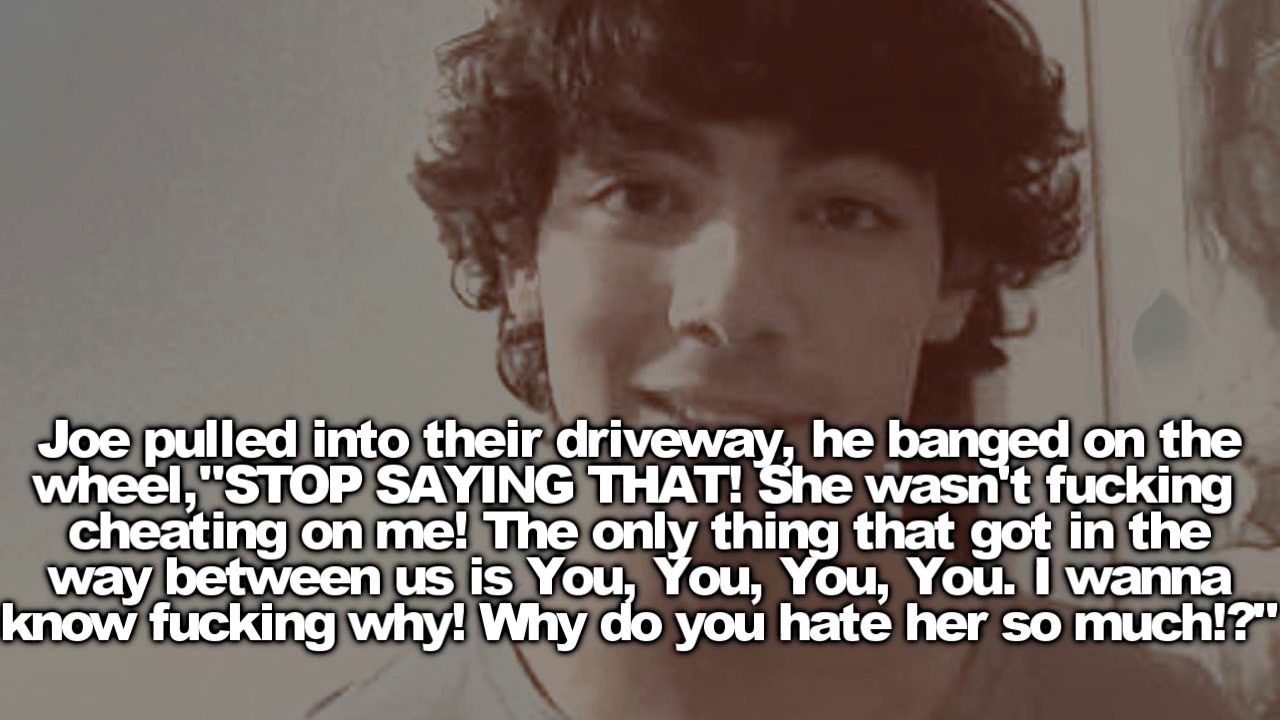 Joe pulled into their driveway, he banged on the
wheel,"STOP SAYING THAT! She wasn't fucking
cheating on me! The only thing that got in the
way between us is You, You, You, You. I wanna
know fucking why! Why do you hate her so much!?"